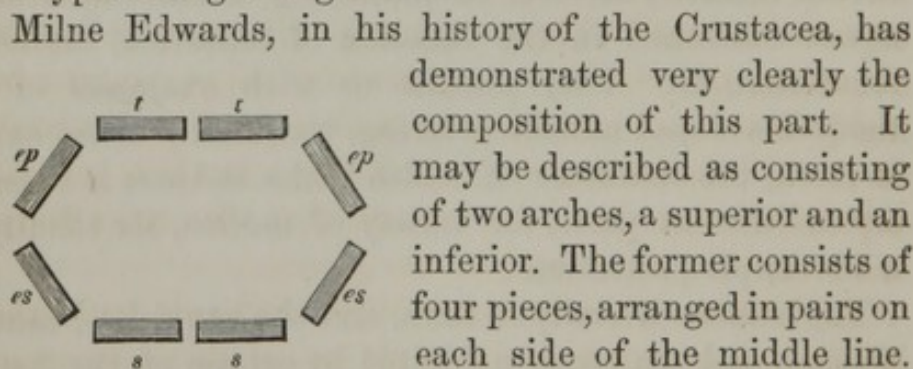 Milne Edwards, in his history of the Crustacea, has
demonstrated very clearly the
composition of this part. It
may be described as consisting
of two arches, a superior and an
inferior. The former consists of
four pieces, arranged in pairs on
each side of the middle line.
t t
ep ep
es es
s s